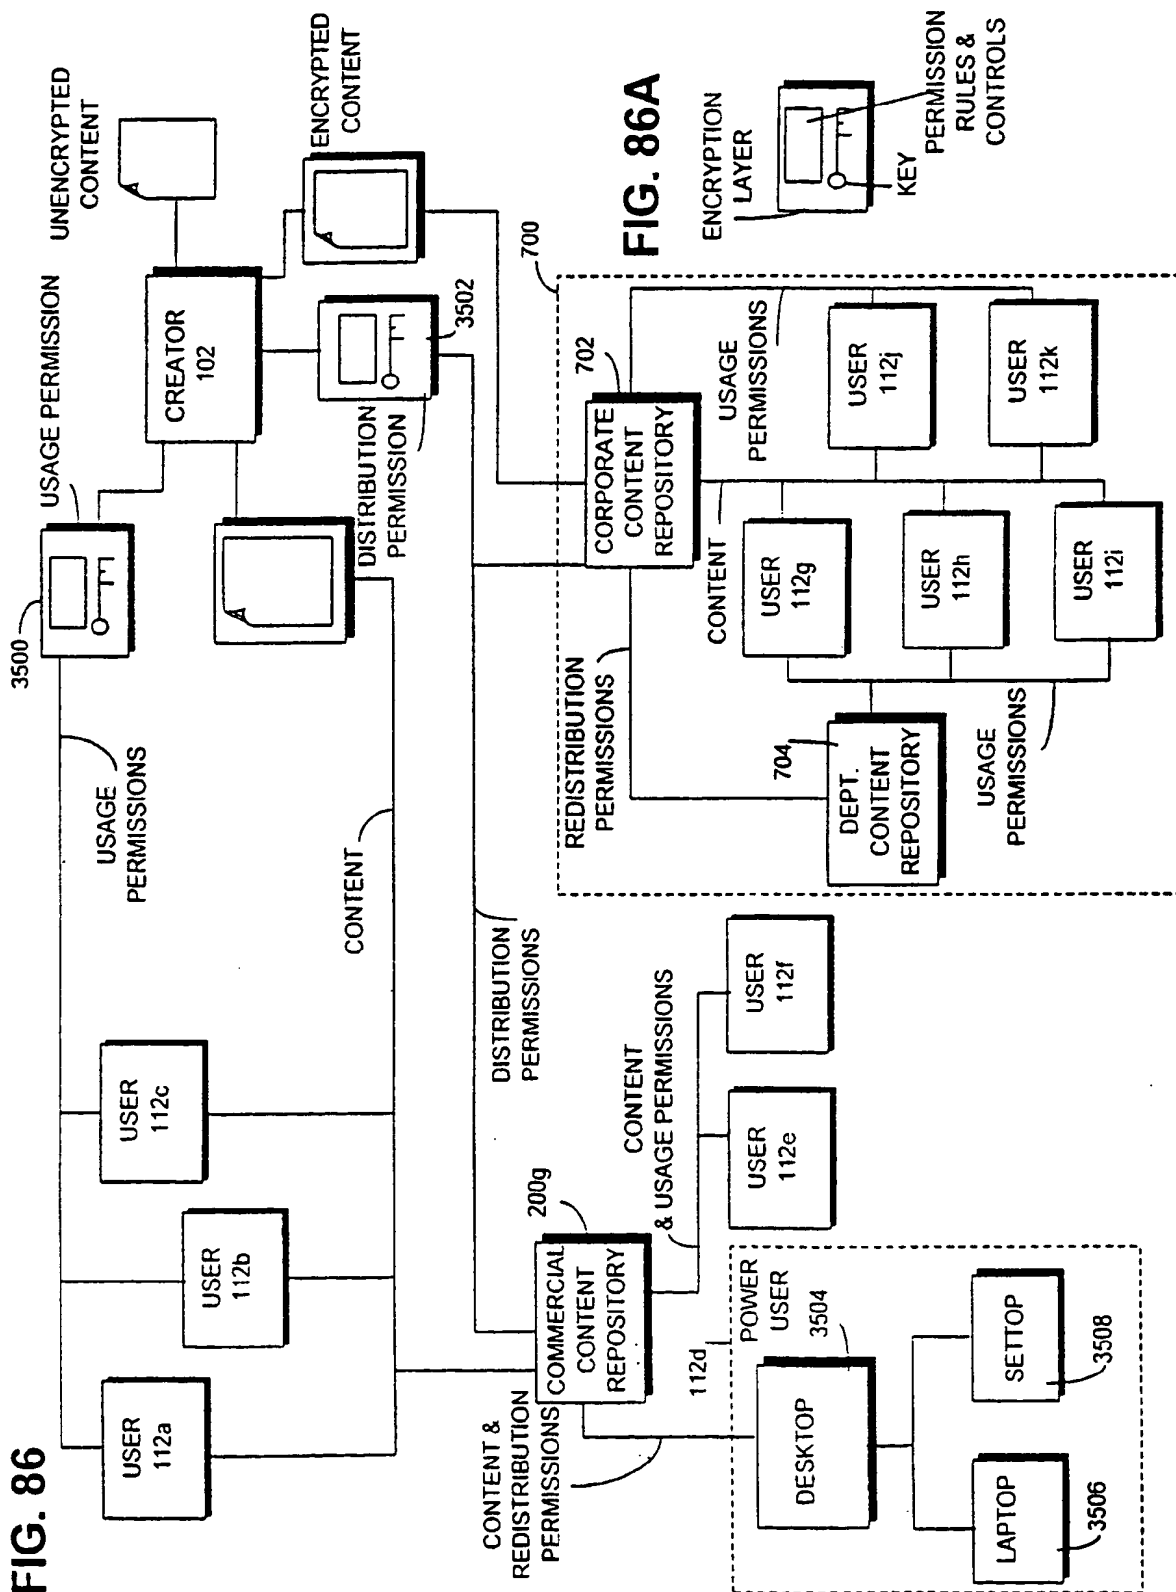 FIG. 86
UNENCRYPTED
CONTENT
USAGE PERMISSION
3500
CREATOR
102
ENCRYPTED
CONTENT
3502
DISTRIBUTION
PERMISSION
USAGE
PERMISSIONS
CONTENT
USER
112a
USER
112b
USER
112c
DISTRIBUTION
PERMISSIONS
COMMERCIAL
CONTENT
REPOSITORY
200g
CONTENT
& USAGE PERMISSIONS
USER
112e
USER
112f
CONTENT &
REDISTRIBUTION
PERMISSIONS
112d
POWER
USER
3504
DESKTOP
LAPTOP
3506
SETTOP
3508
700
CORPORATE
CONTENT
REPOSITORY
702
REDISTRIBUTION
PERMISSIONS
CONTENT
USAGE
PERMISSIONS
704
DEPT.
CONTENT
REPOSITORY
USER
112g
USER
112h
USER
112i
USER
112j
USER
112k
USAGE
PERMISSIONS
FIG. 86A
ENCRYPTION
LAYER
KEY
PERMISSION
RULES &
CONTROLS